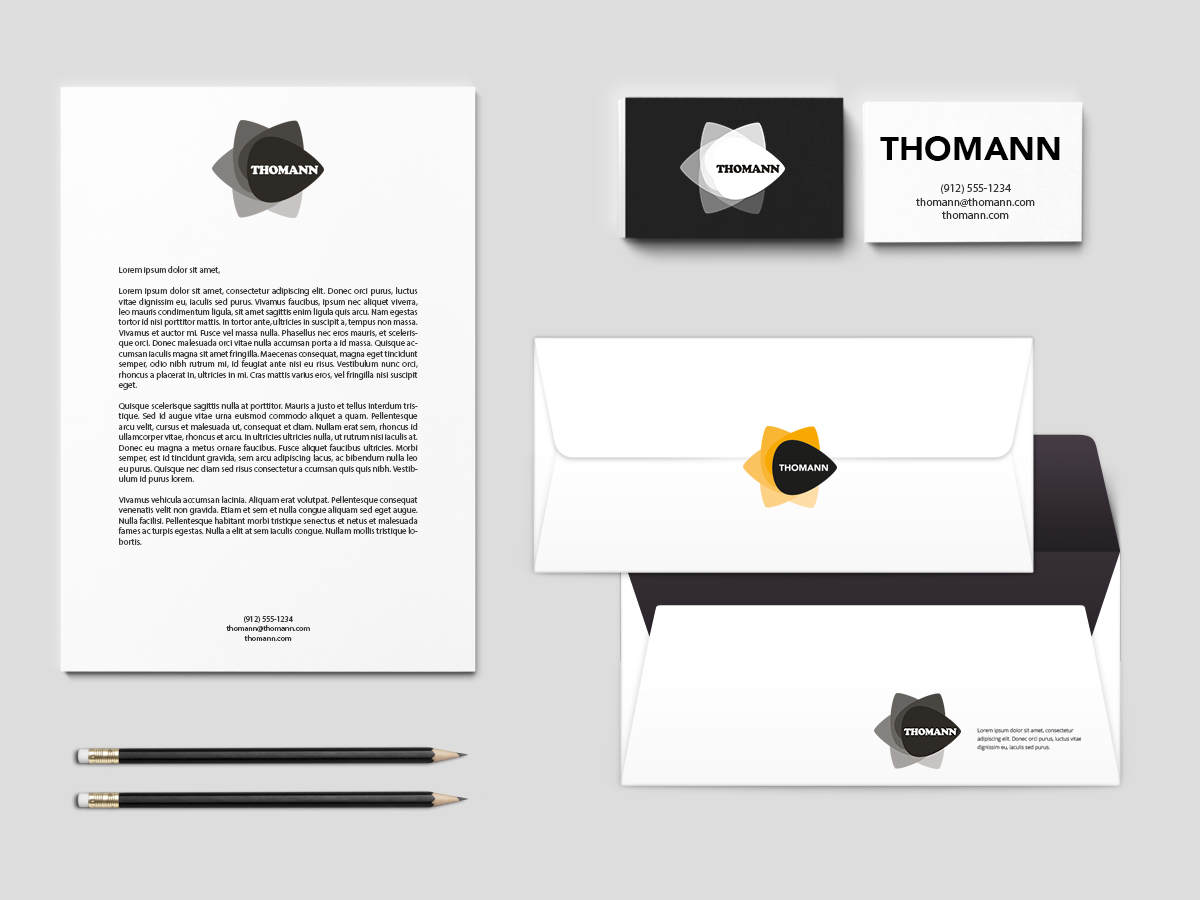 THOMANN
Lorem ipsum dolor sit amet,
Lorem ipsum dolor sit amet, consectetur adipiscing elit. Donec orci purus, luctus
vitae dignissim eu, iaculis sed purus. Vivamus faucibus, ipsum nec aliquet viverra,
leo mauris condimentum ligula, sit amet sagittis enim ligula quis arcu. Nam egestas
tortor id nisi porttitor mattis. In tortor ante, ultricies in suscipit a, tempus non massa.
Vivamus et auctor mi. Fusce vel massa nulla. Phasellus nec eros mauris, et sceleris-
que orci. Donec malesuada orci vitae nulla accumsan porta a id massa. Quisque ac-
cumsan iaculis magna sit amet fringilla. Maecenas consequat, magna eget tincidunt
semper, odio nibh rutrum mi, id feugiat ante nisi eu risus. Vestibulum nunc orci,
rhoncus a placerat in, ultricies in mi. Cras mattis varius eros, vel fringilla nisi suscipit
eget.
Quisque scelerisque sagittis nulla at porttitor. Mauris a justo et tellus interdum tris-
tique. Sed id augue vitae urna euismod commodo aliquet a quam. Pellentesque
arcu velit, cursus et malesuada ut, consequat et diam. Nullam erat sem, rhoncus id
ullamcorper vitae, rhoncus et arcu. In ultricies ultricies nulla, ut rutrum nisi iaculis at.
Donec eu magna a metus ornare faucibus. Fusce aliquet faucibus ultricies. Morbi
semper, est id tincidunt gravida, sem arcu adipiscing lacus, ac bibendum nulla leo
eu purus. Quisque nec diam sed risus consectetur a ccumsan quis quis nibh. Vestib-
ulum id purus lorem.
Vivamus vehicula accumsan lacinia. Aliquam erat volutpat. Pellentesque consequat
venenatis velit non gravida. Etiam et sem et nulla congue aliquam sed eget augue.
Nulla facilisi. Pellentesque habitant morbi tristique senectus et netus et malesuada
fames ac turpis egestas. Nulla a elit at sem iaculis congue. Nullam mollis tristique lo-
bortis.
(912) 555-1234
thomann@thomann.com
thomann.com
THOMANN
THOMANN
(912) 555-1234
thomann@thomann.com
thomann.com
THOMANN
THOMANN
Lorem ipsum dolor sit amet, consectetur
adipiscing elit. Donec orci purus, luctus vitae
dignissim eu, iaculis sed purus.